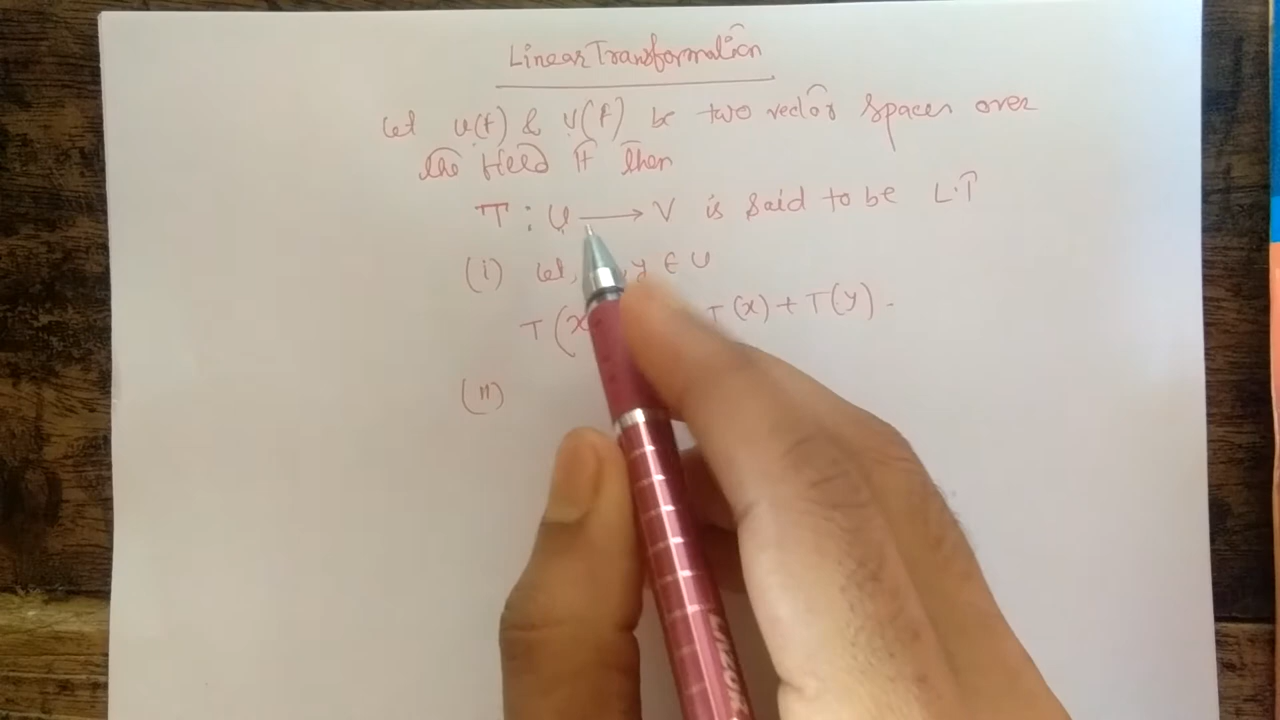 Linear Transformation
Let U(F) & V(F) be two vector spaces over
the field F then
T : U → V is said to be L.T
(i) Let, , y ∈ U
T(x T(x) + T(y).
(ii)